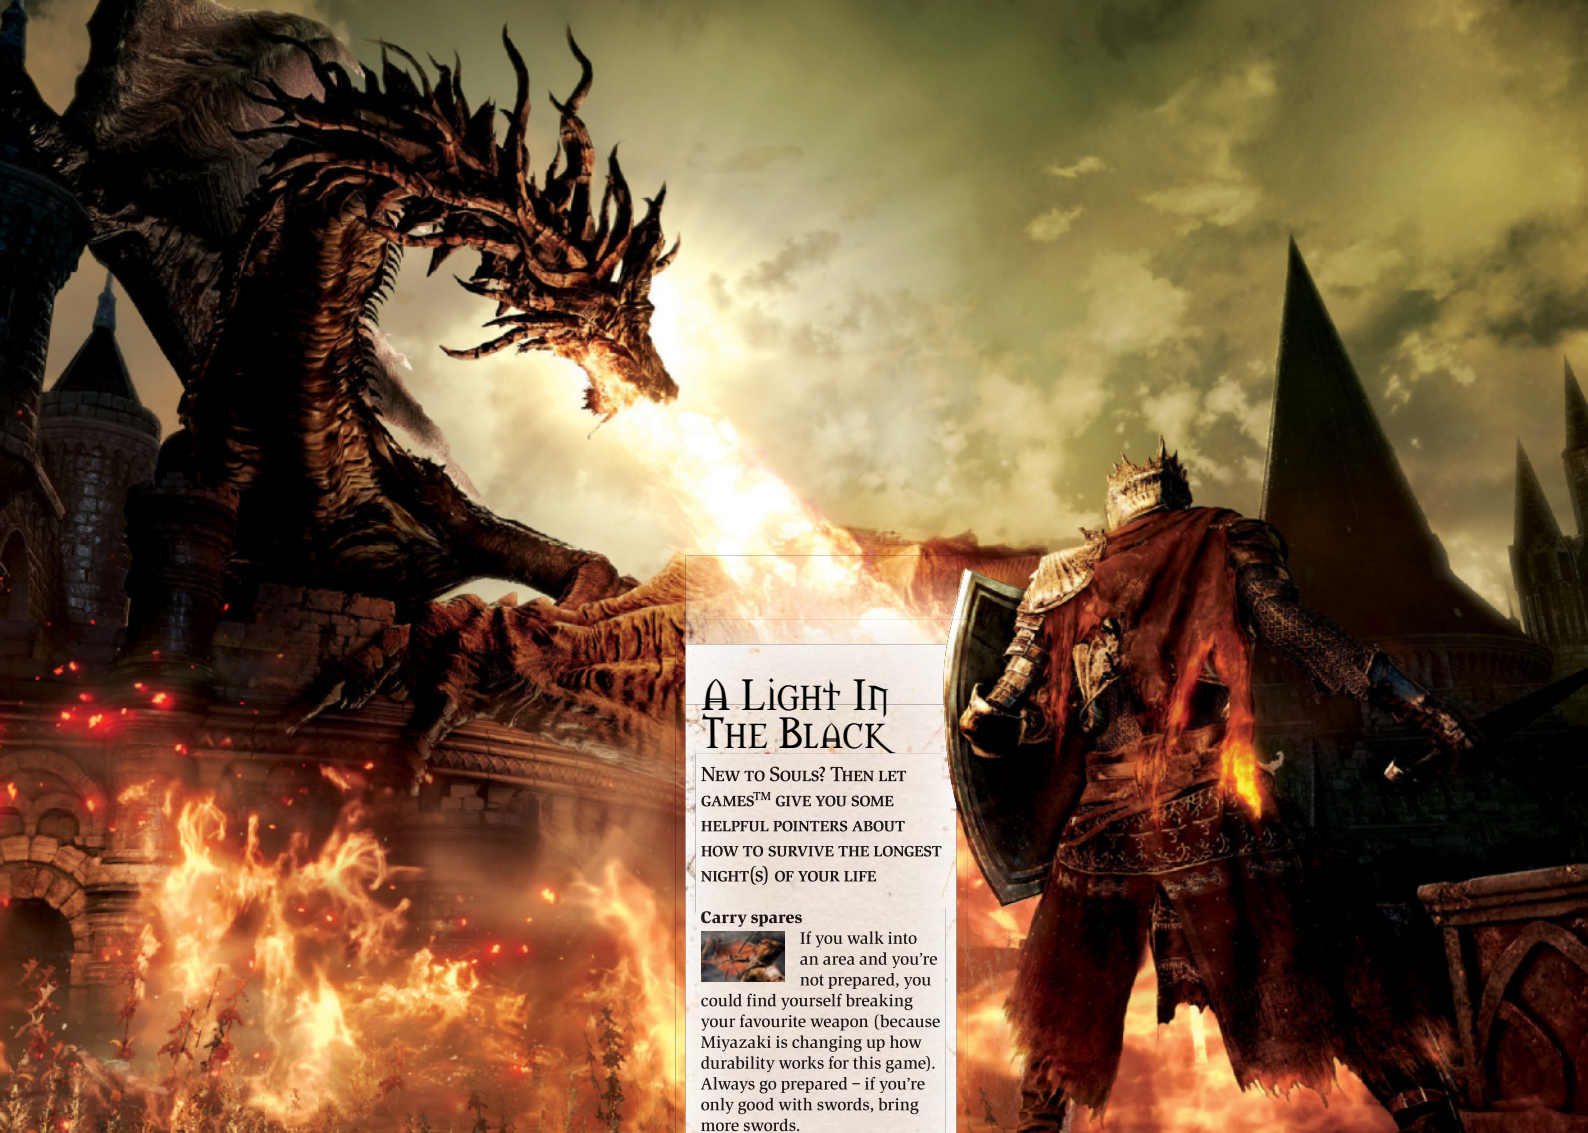 A Light In
The Black
New to Souls? Then let
games™ give you some
helpful pointers about
how to survive the longest
night(s) of your life
Carry spares
If you walk into
an area and you're
not prepared, you
could find yourself breaking
your favourite weapon (because
Miyazaki is changing up how
durability works for this game).
Always go prepared – if you're
only good with swords, bring
more swords.